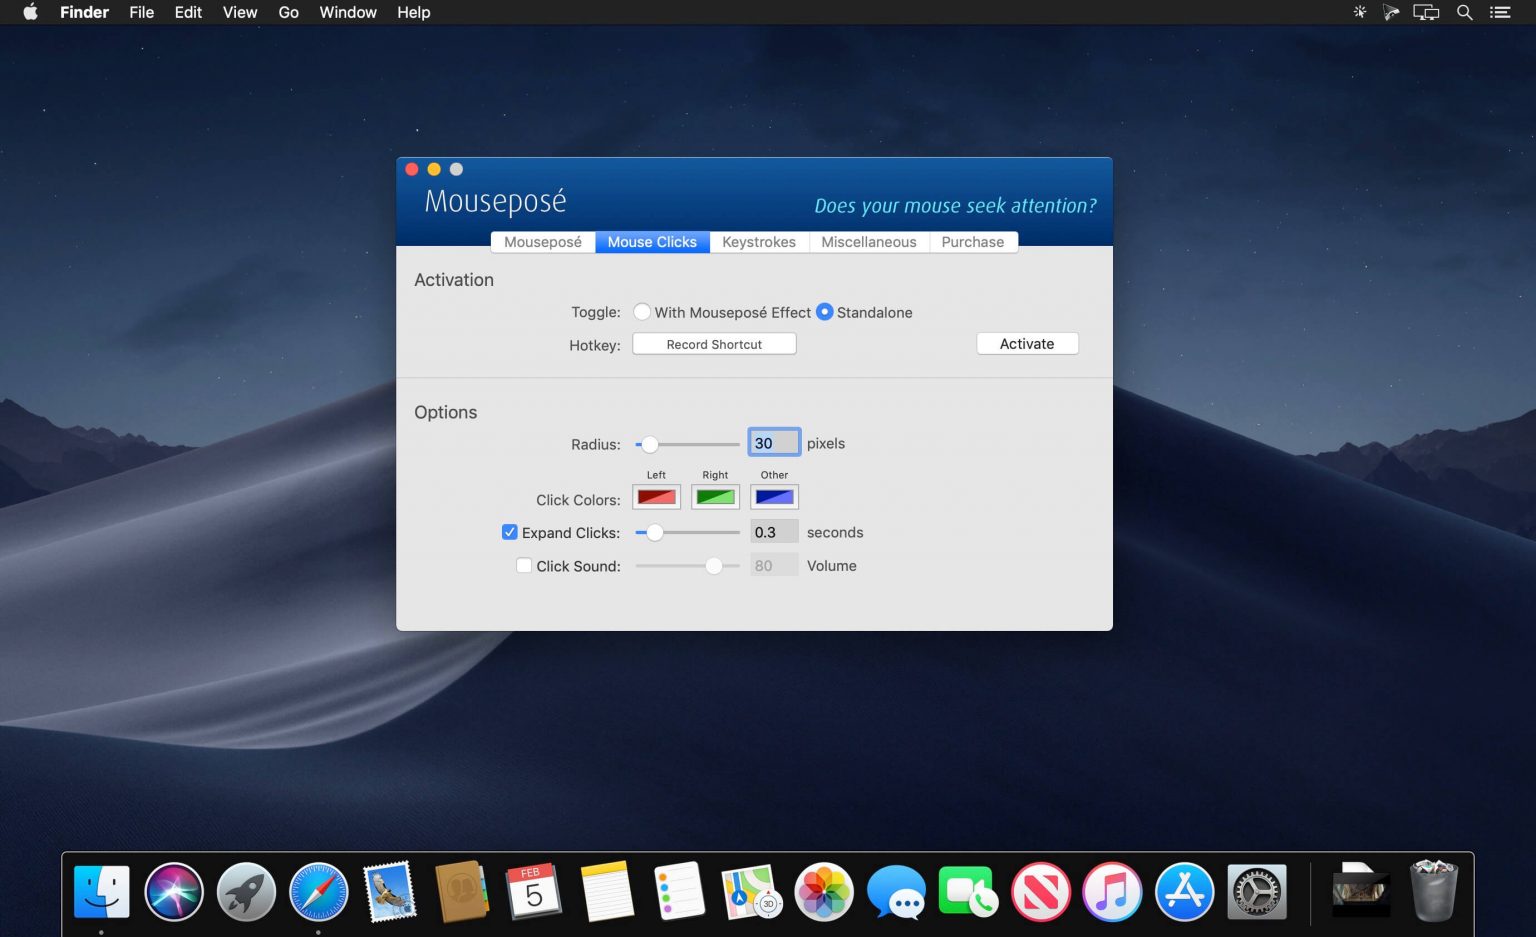 Finder File Edit View Go Window Help
Mouseposé
Does your mouse seek attention?
Mouseposé Mouse Clicks Keystrokes Miscellaneous Purchase
Activation
Toggle: With Mouseposé Effect Standalone
Hotkey: Record Shortcut Activate
Options
Radius: 30 pixels
Left Right Other
Click Colors:
Expand Clicks: 0.3 seconds
Click Sound: 80 Volume
FEB
5
3D